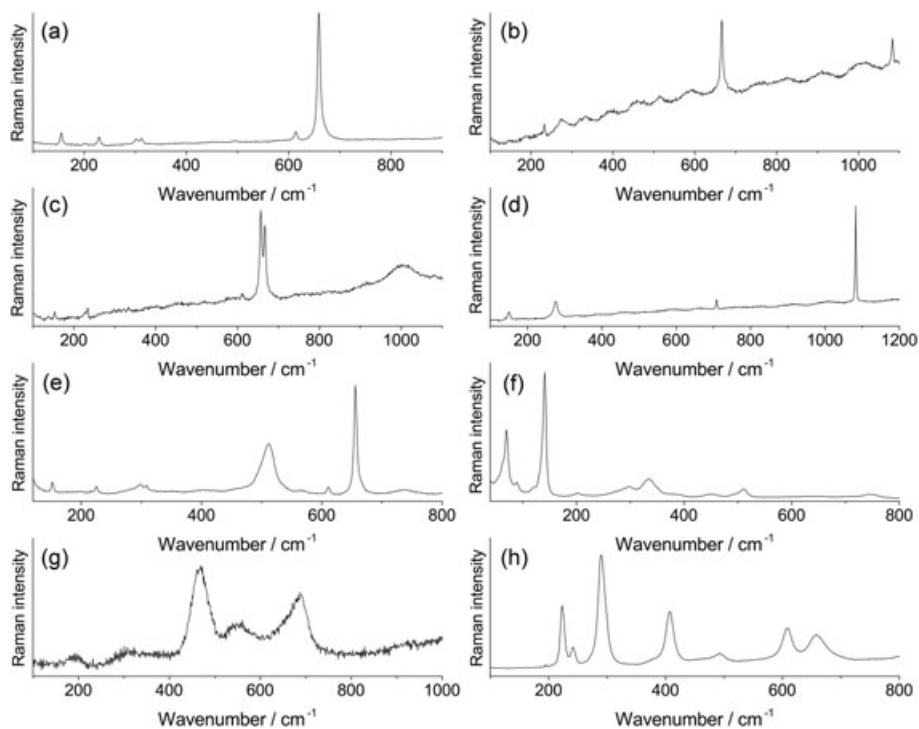 (a)
Raman intensity
200 400 600 800
Wavenumber / cm⁻¹
(b)
Raman intensity
200 400 600 800 1000
Wavenumber / cm⁻¹
(c)
Raman intensity
200 400 600 800 1000
Wavenumber / cm⁻¹
(d)
Raman intensity
200 400 600 800 1000 1200
Wavenumber / cm⁻¹
(e)
Raman intensity
200 400 600 800
Wavenumber / cm⁻¹
(f)
Raman intensity
200 400 600 800
Wavenumber / cm⁻¹
(g)
Raman intensity
200 400 600 800 1000
Wavenumber / cm⁻¹
(h)
Raman intensity
200 400 600 800
Wavenumber / cm⁻¹